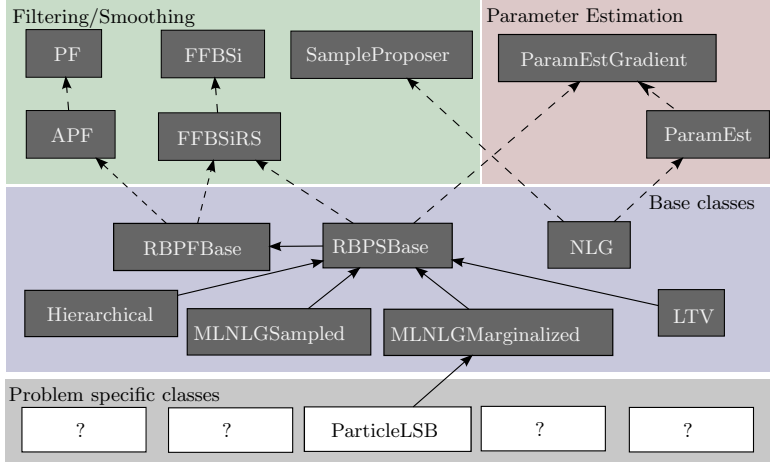 Filtering/Smoothing
Parameter Estimation
PF
FFBSi
SampleProposer
ParamEstGradient
APF
FFBSiRS
ParamEst
Base classes
RBPFBase
RBPSBase
NLG
Hierarchical
MLNLGSampled
MLNLGMarginalized
LTV
Problem specific classes
?
?
ParticleLSB
?
?